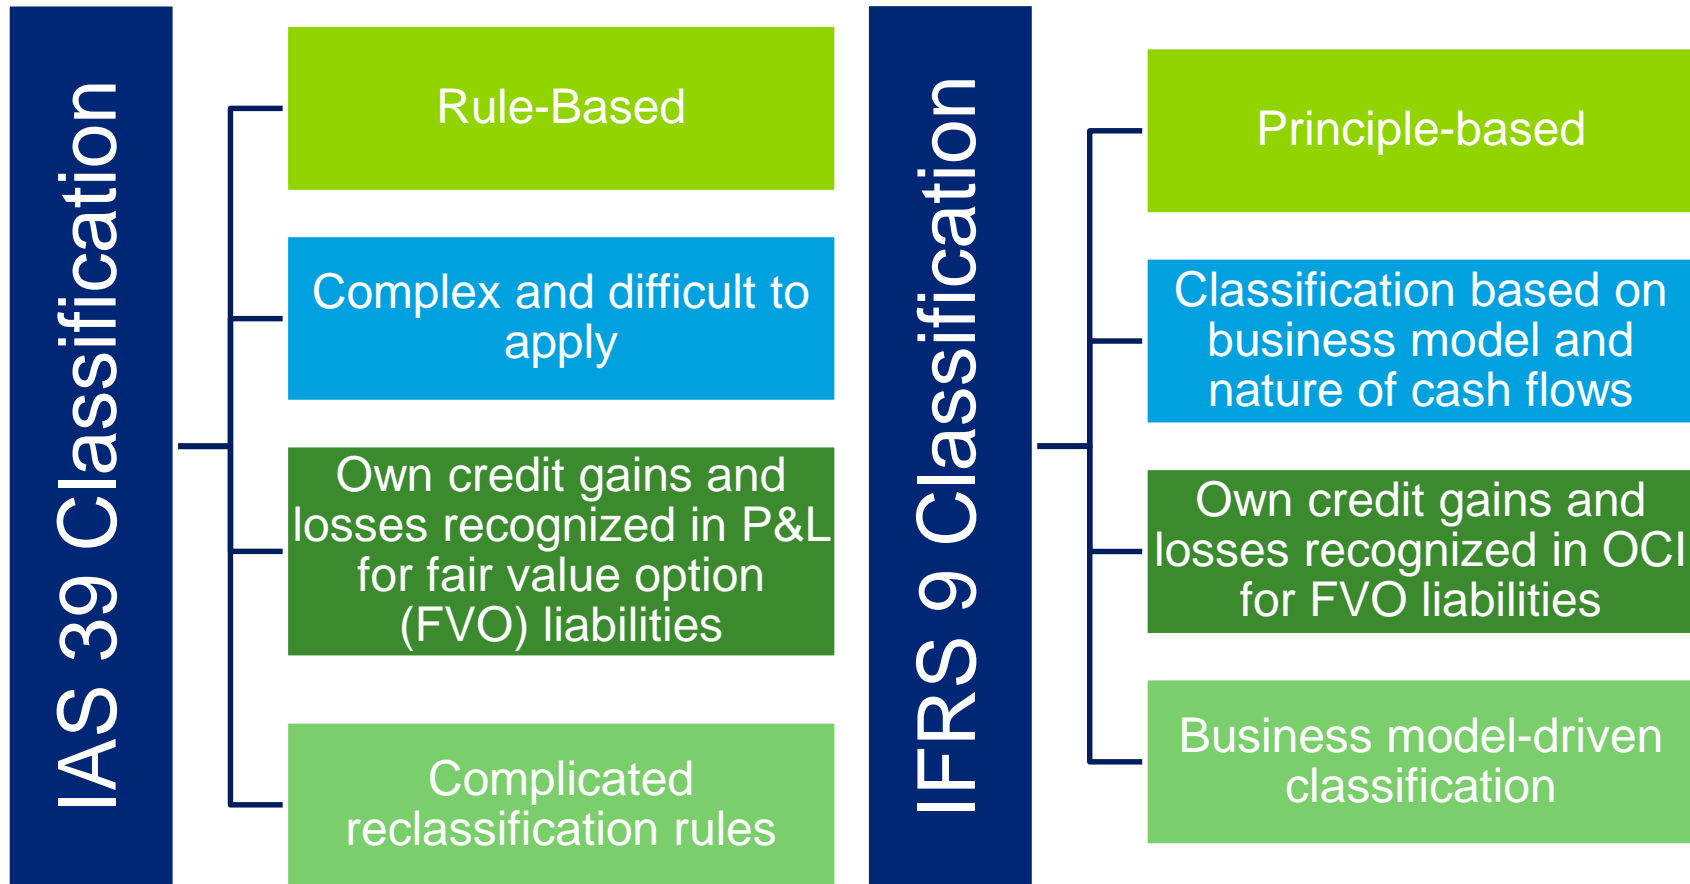 IAS 39 Classification
Rule-Based
Complex and difficult to
apply
Own credit gains and
losses recognized in P&L
for fair value option
(FVO) liabilities
Complicated
reclassification rules
IFRS 9 Classification
Principle-based
Classification based on
business model and
nature of cash flows
Own credit gains and
losses recognized in OCI
for FVO liabilities
Business model-driven
classification